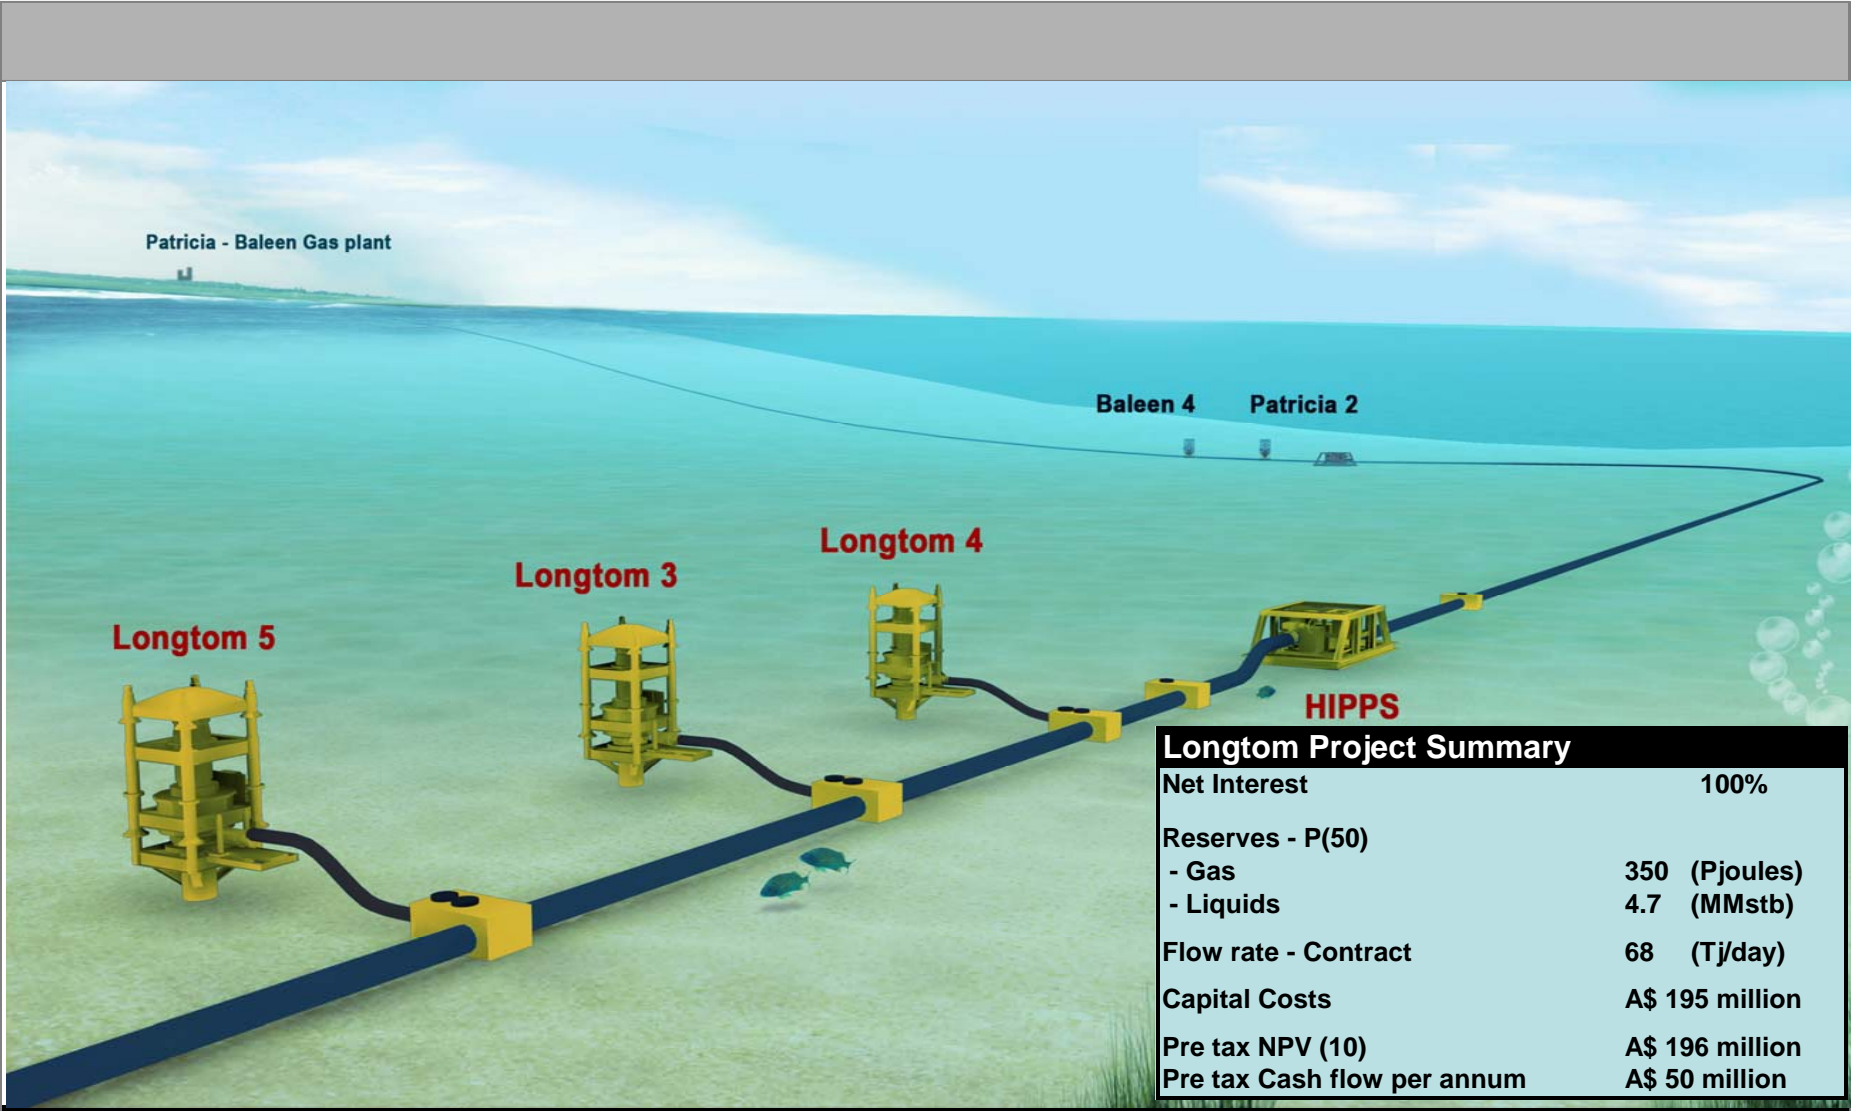 Patricia - Baleen Gas plant
Baleen 4
Patricia 2
Longtom 4
Longtom 3
Longtom 5
HIPPS
Longtom Project Summary
Net Interest 100%
Reserves - P(50)
- Gas 350 (Pjoules)
- Liquids 4.7 (MMstb)
Flow rate - Contract 68 (Tj/day)
Capital Costs A$ 195 million
Pre tax NPV (10) A$ 196 million
Pre tax Cash flow per annum A$ 50 million